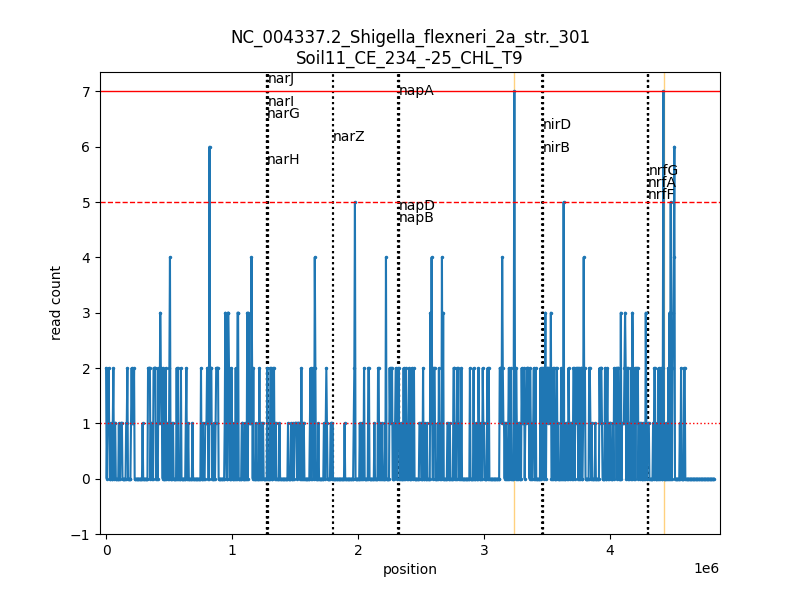 NC_004337.2_Shigella_flexneri_2a_str._301
Soil11_CE_234_-25_CHL_T9
narJ
narI
narG
narH
narZ
napA
napD
napB
nirD
nirB
nrfG
nrfA
nrfF
read count
7
6
5
4
3
2
1
0
−1
0
1
2
3
4
1e6
position